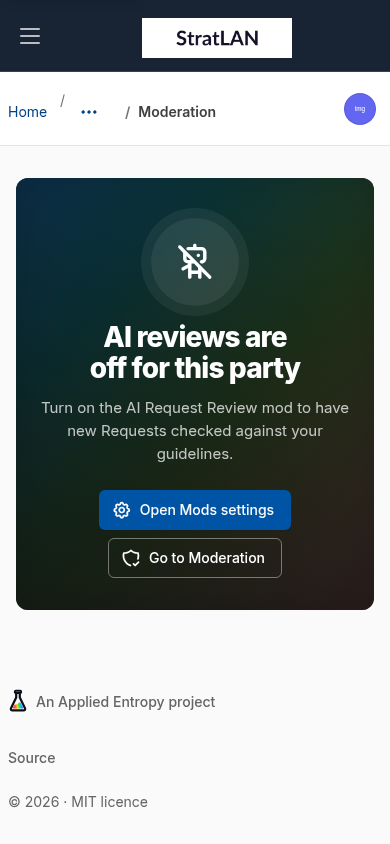 StratLAN
Home / ••• / Moderation
Img
AI reviews are
off for this party
Turn on the AI Request Review mod to have
new Requests checked against your
guidelines.
Open Mods settings
Go to Moderation
An Applied Entropy project
Source
© 2026 · MIT licence